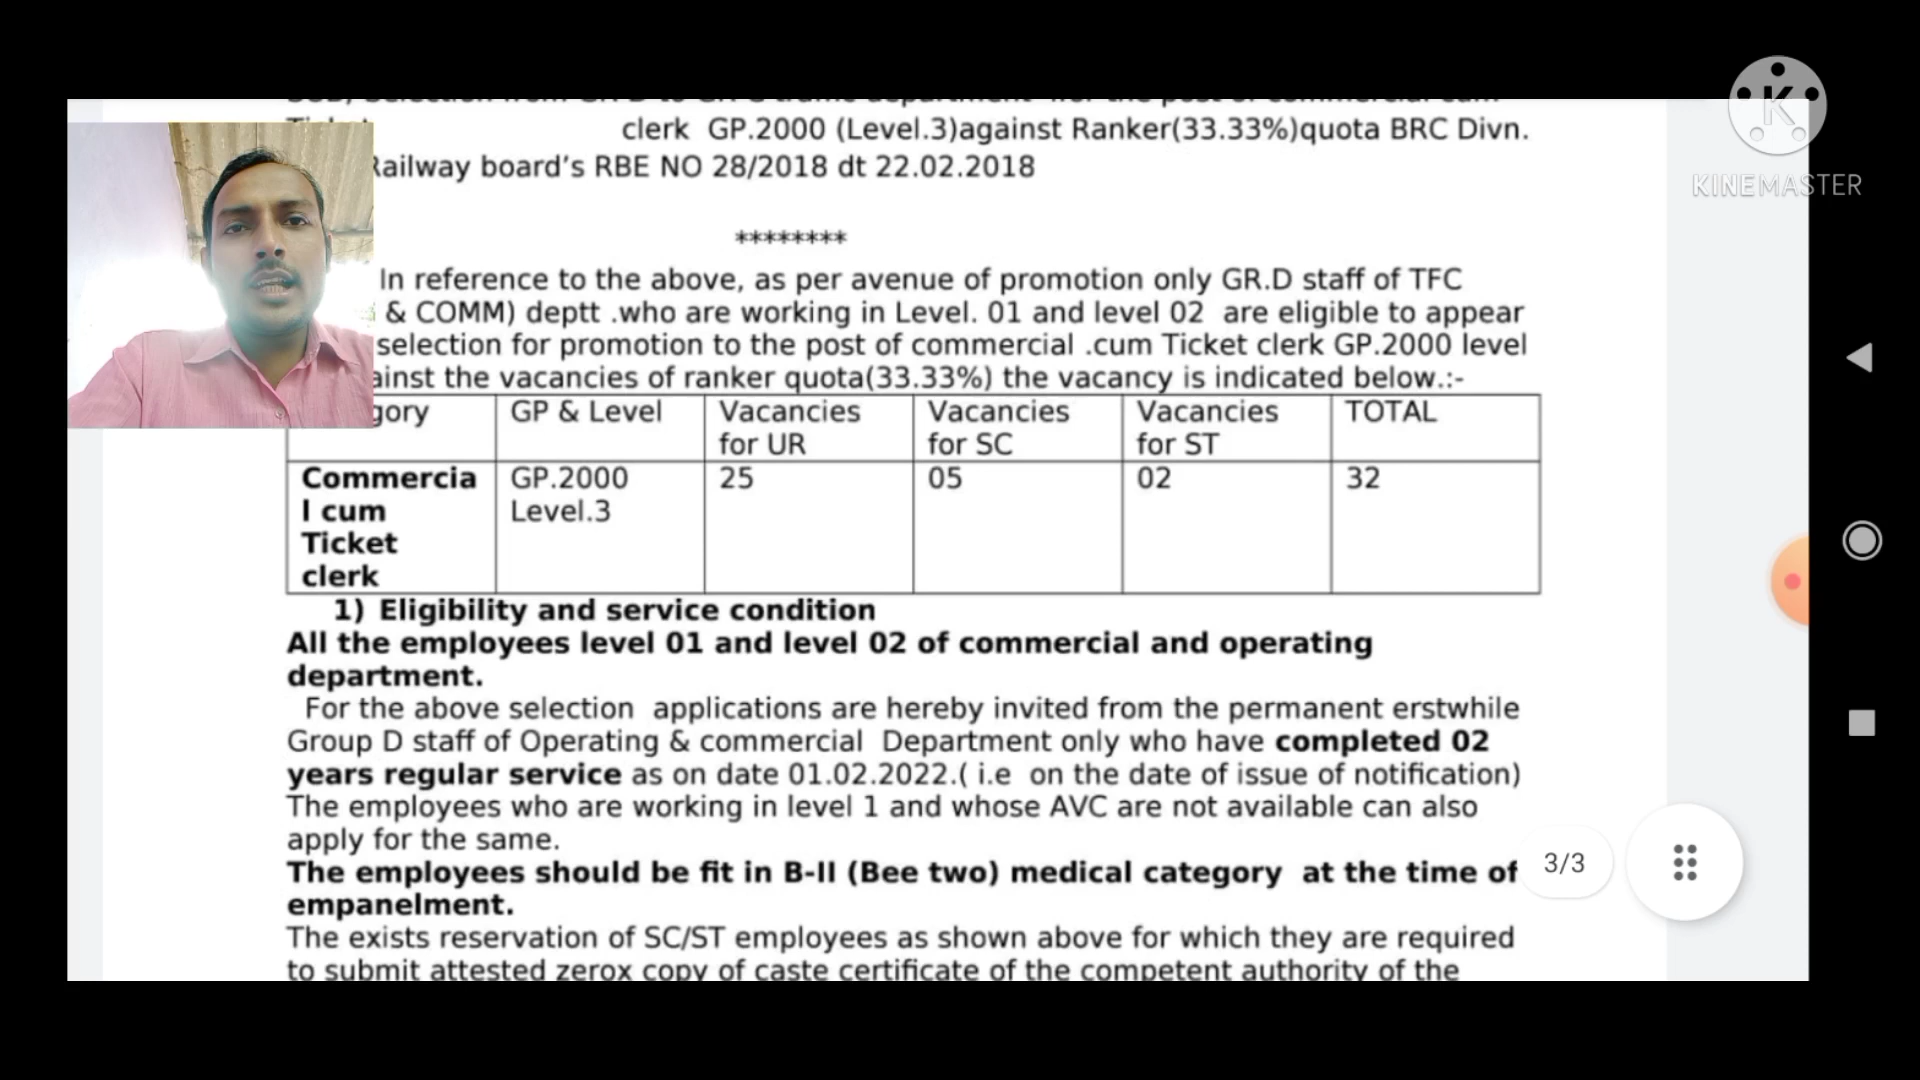 clerk GP.2000 (Level.3)against Ranker(33.33%)quota BRC Divn.
Railway board’s RBE NO 28/2018 dt 22.02.2018
********
In reference to the above, as per avenue of promotion only GR.D staff of TFC
& COMM) deptt .who are working in Level. 01 and level 02 are eligible to appear
selection for promotion to the post of commercial .cum Ticket clerk GP.2000 level
the vacancies of ranker quota(33.33%) the vacancy is indicated below.:-
GP & Level Vacancies for UR Vacancies for SC Vacancies for ST TOTAL
Commercia
l cum
Ticket
clerk
GP.2000
Level.3
25 05 02 32
1) Eligibility and service condition
All the employees level 01 and level 02 of commercial and operating
department.
For the above selection applications are hereby invited from the permanent erstwhile
Group D staff of Operating & commercial Department only who have completed 02
years regular service as on date 01.02.2022.( i.e on the date of issue of notification)
The employees who are working in level 1 and whose AVC are not available can also
apply for the same.
The employees should be fit in B-II (Bee two) medical category at the time of
empanelment.
The exists reservation of SC/ST employees as shown above for which they are required
to submit attested zerox copy of caste certificate of the competent authority of the
3/3
K
KINEMASTER